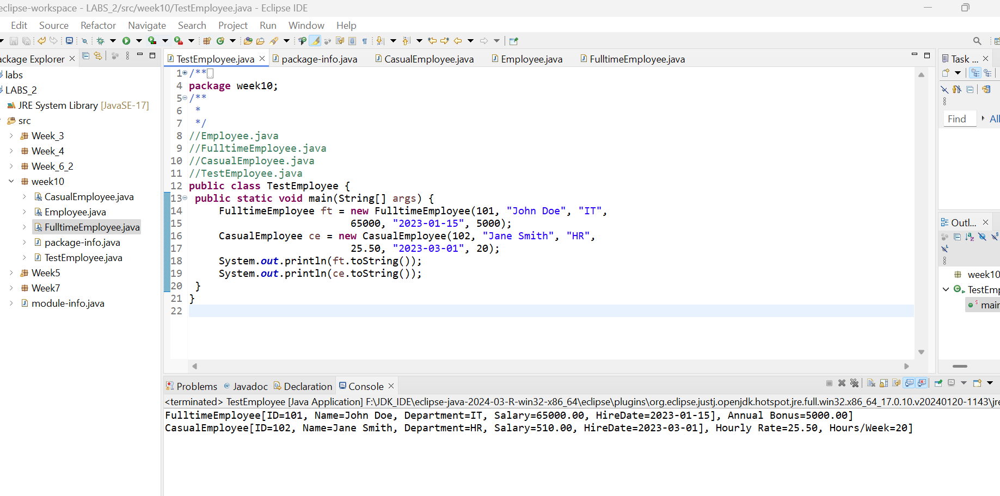 eclipse-workspace - LABS_2/src/week10/TestEmployee.java - Eclipse IDE
Edit Source Refactor Navigate Search Project Run Window Help
Package Explorer
labs
LABS_2
JRE System Library [JavaSE-17]
src
Week_3
Week_4
Week_6_2
week10
CasualEmployee.java
Employee.java
FulltimeEmployee.java
package-info.java
TestEmployee.java
Week5
Week7
module-info.java
TestEmployee.java package-info.java CasualEmployee.java Employee.java FulltimeEmployee.java
1 /**
4 package week10;
5 /**
6 *
7 */
8 //Employee.java
9 //FulltimeEmployee.java
10 //CasualEmployee.java
11 //TestEmployee.java
12 public class TestEmployee {
13 public static void main(String[] args) {
14 FulltimeEmployee ft = new FulltimeEmployee(101, "John Doe", "IT",
15 65000, "2023-01-15", 5000);
16 CasualEmployee ce = new CasualEmployee(102, "Jane Smith", "HR",
17 25.50, "2023-03-01", 20);
18 System.out.println(ft.toString());
19 System.out.println(ce.toString());
20 }
21 }
22
Task ...
Find All
Outl...
week10
TestEmp
main
Problems Javadoc Declaration Console
<terminated> TestEmployee [Java Application] F:\JDK_IDE\eclipse-java-2024-03-R-win32-x86_64\eclipse\plugins\org.eclipse.justj.openjdk.hotspot.jre.full.win32.x86_64_17.0.10.v20240120-1143\jre
FulltimeEmployee[ID=101, Name=John Doe, Department=IT, Salary=65000.00, HireDate=2023-01-15], Annual Bonus=5000.00]
CasualEmployee[ID=102, Name=Jane Smith, Department=HR, Salary=510.00, HireDate=2023-03-01], Hourly Rate=25.50, Hours/Week=20]